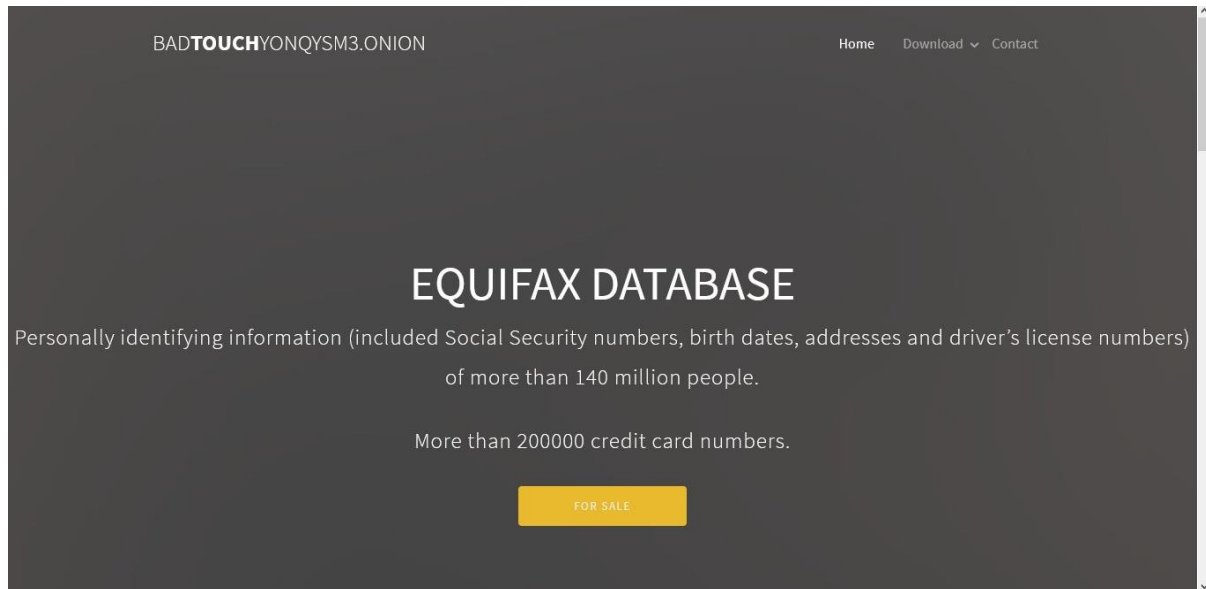 BADTOUCHYONQYSM3.ONION
Home Download Contact
EQUIFAX DATABASE
Personally identifying information (included Social Security numbers, birth dates, addresses and driver’s license numbers)
of more than 140 million people.
More than 200000 credit card numbers.
FOR SALE